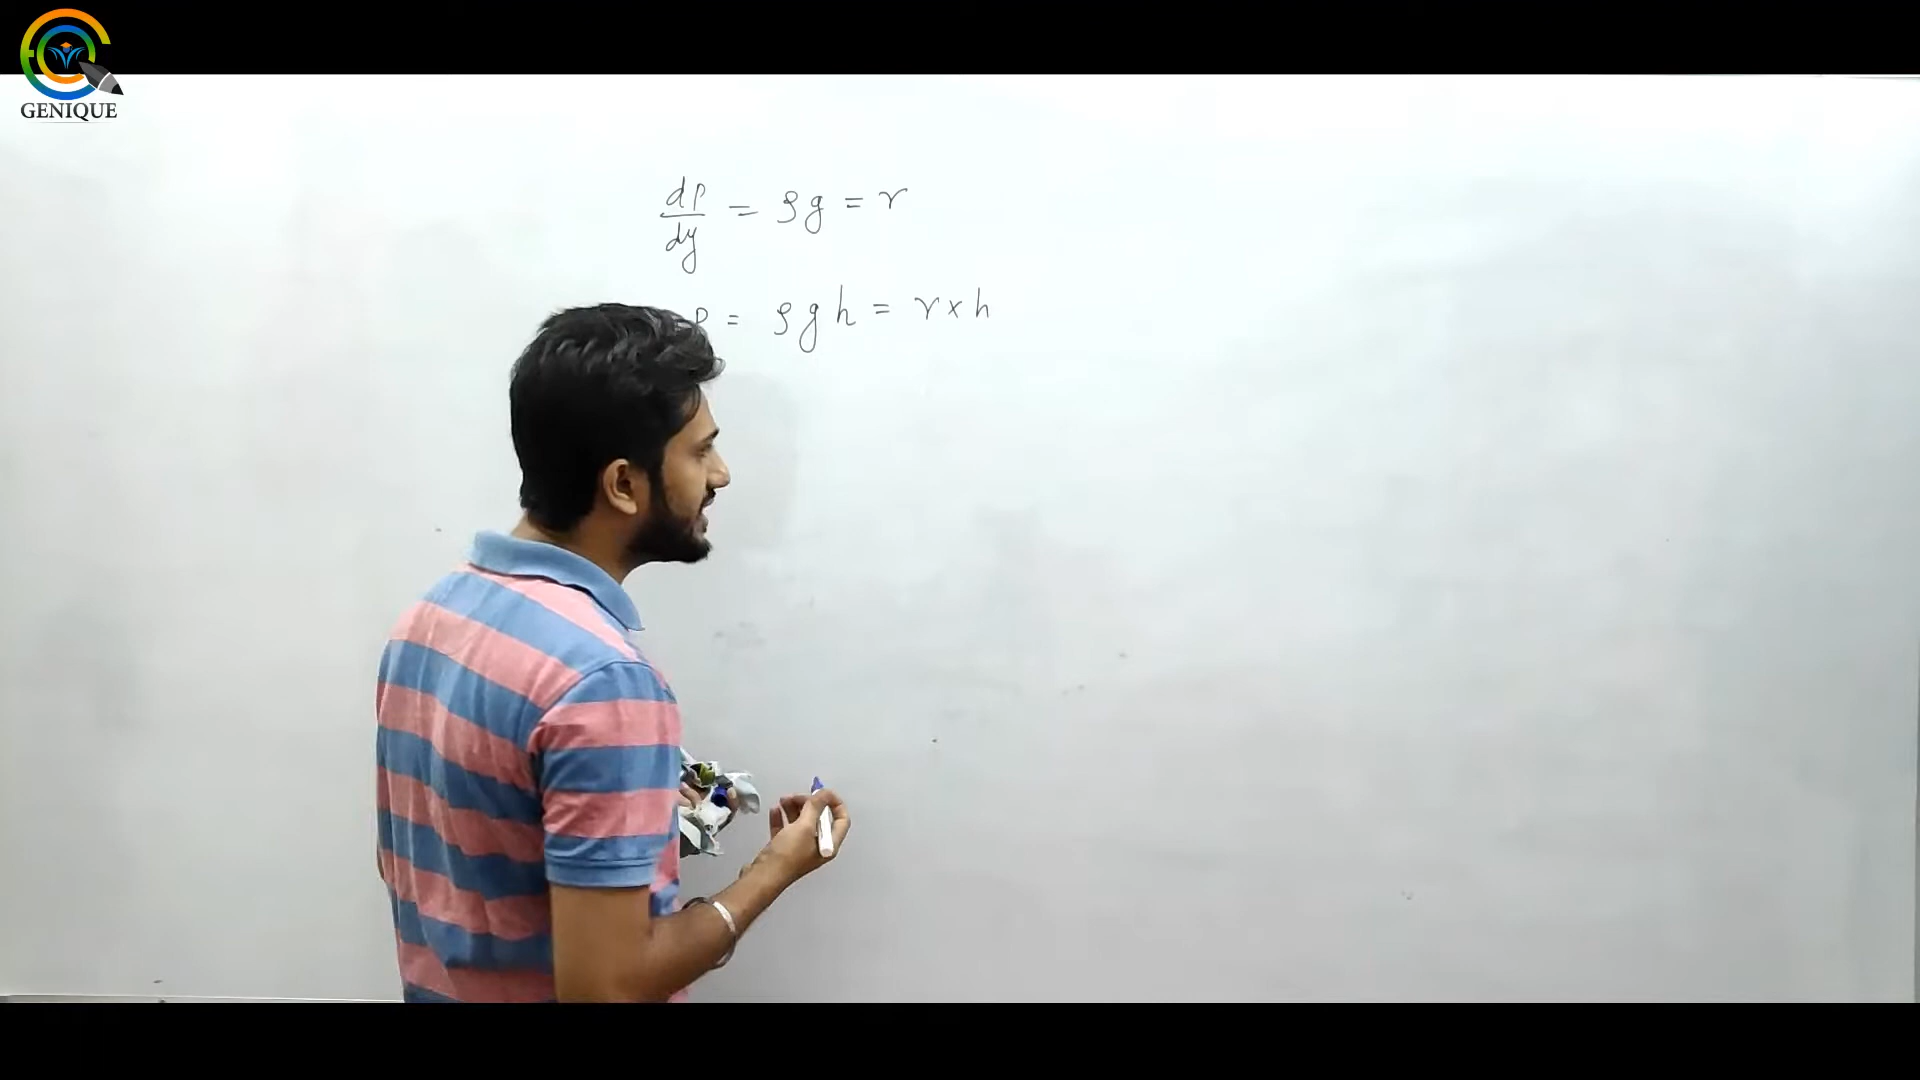 GENIQUE
dp/dy = ρg = γ
p = ρgh = γ × h